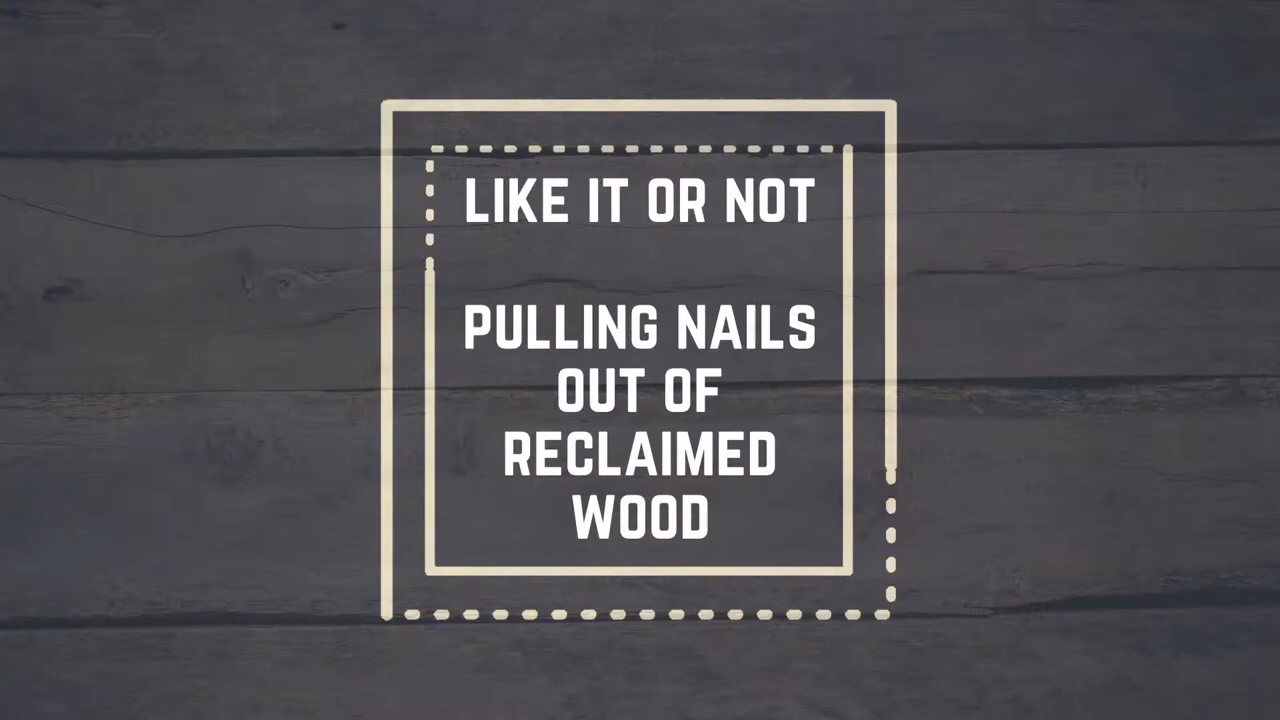 LIKE IT OR NOT
PULLING NAILS
OUT OF
RECLAIMED
WOOD